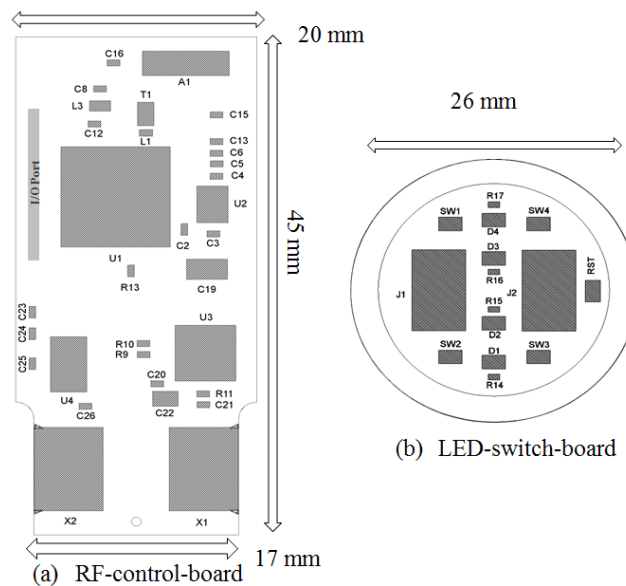 20 mm
C16
A1
C8
L3
T1
C12
L1
C15
C13
C6
C5
C4
I/O Port
U2
C2
C3
U1
R13
C19
45 mm
C23
C24
C25
U3
R10
R9
U4
C20
C26
C22
R11
C21
X2
X1
17 mm
(a) RF-control-board
26 mm
R17
SW1
SW4
D4
D3
RST
R16
J1
J2
R15
D2
SW2
SW3
D1
R14
(b) LED-switch-board